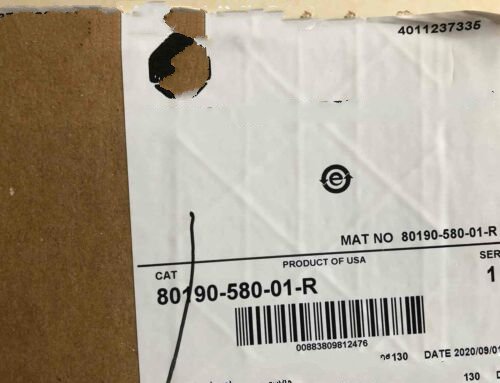 4011237335
e
MAT NO 80190-580-01-R
PRODUCT OF USA
SER
CAT
80190-580-01-R
1
00883809812476
130 DATE 2020/09/01
130